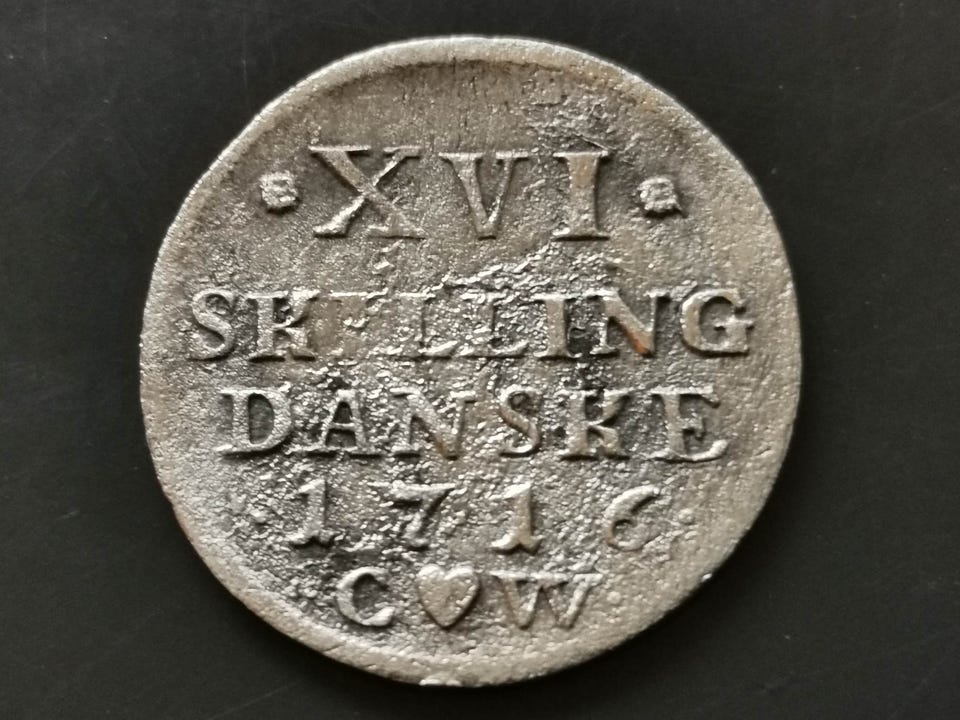 XVI
SKILLING
DANSKE
1716
C♥W